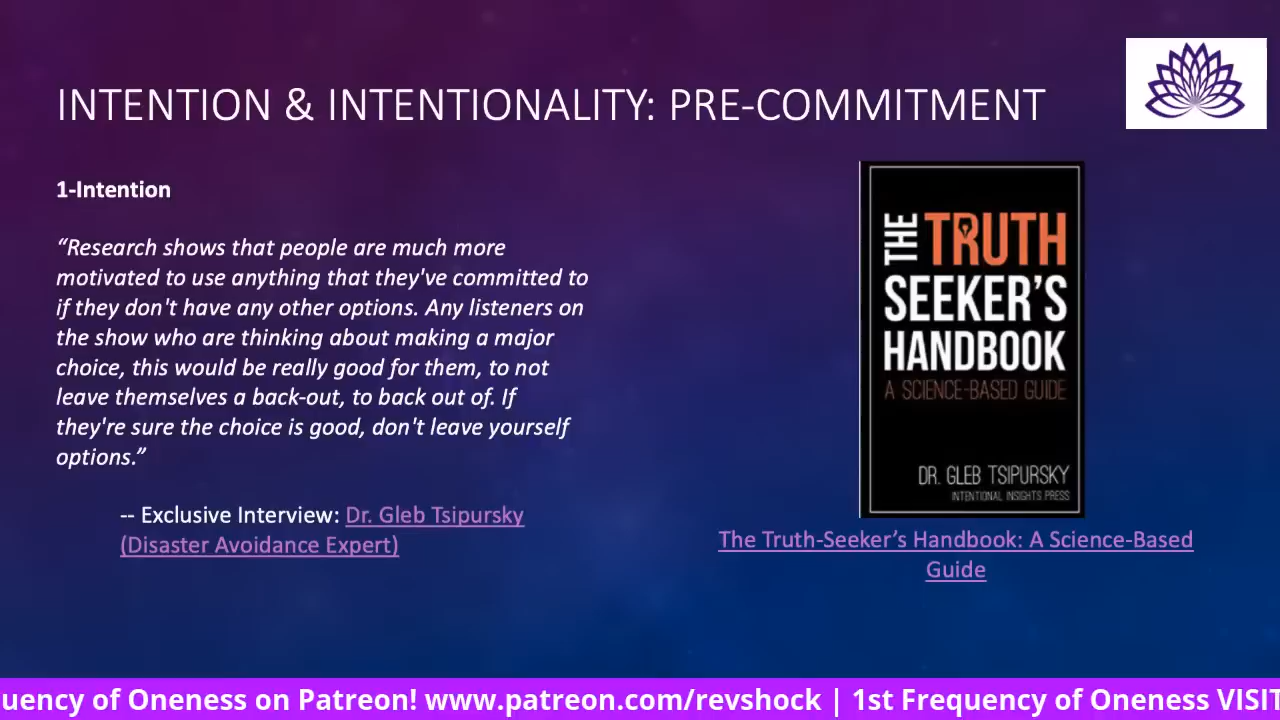 INTENTION & INTENTIONALITY: PRE-COMMITMENT
1-Intention
“Research shows that people are much more
motivated to use anything that they've committed to
if they don't have any other options. Any listeners on
the show who are thinking about making a major
choice, this would be really good for them, to not
leave themselves a back-out, to back out of. If
they're sure the choice is good, don't leave yourself
options.”
-- Exclusive Interview: Dr. Gleb Tsipursky
(Disaster Avoidance Expert)
THE TRUTH
SEEKER'S
HANDBOOK
A SCIENCE-BASED GUIDE
DR. GLEB TSIPURSKY
INTENTIONAL INSIGHTS PRESS
The Truth-Seeker’s Handbook: A Science-Based
Guide
uency of Oneness on Patreon! www.patreon.com/revshock | 1st Frequency of Oneness VISIT